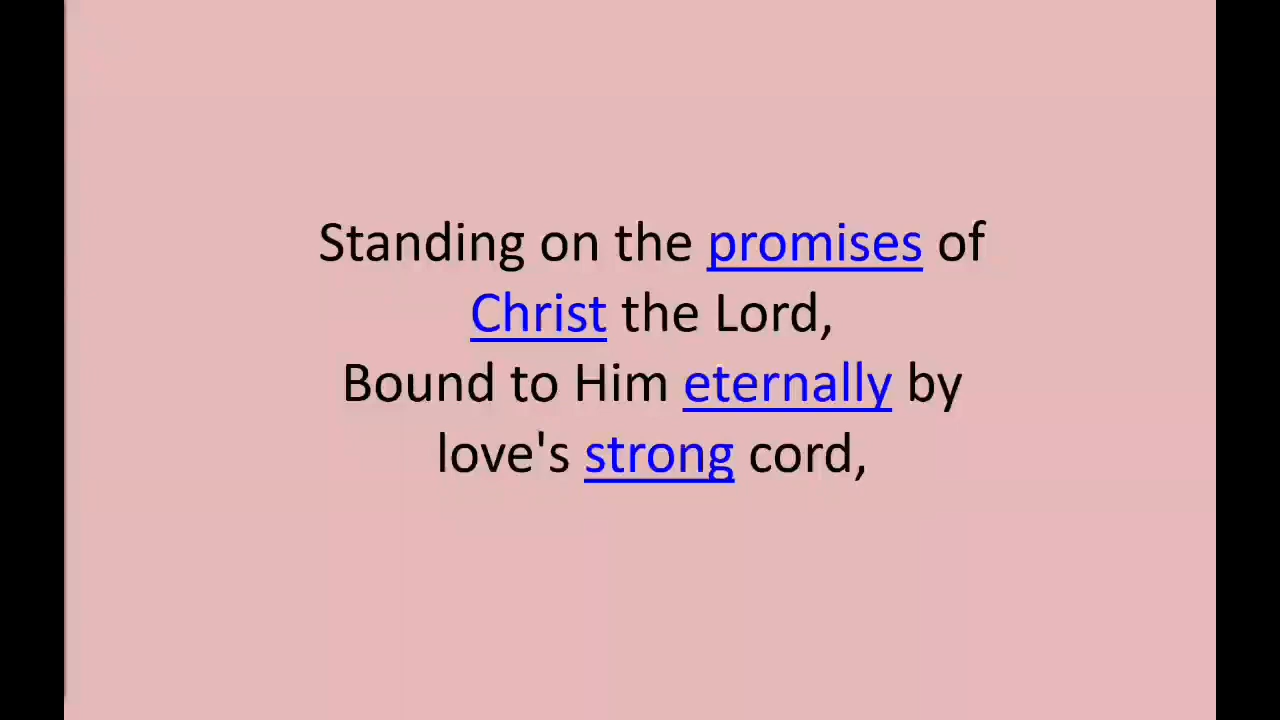 Standing on the promises of
Christ the Lord,
Bound to Him eternally by
love's strong cord,